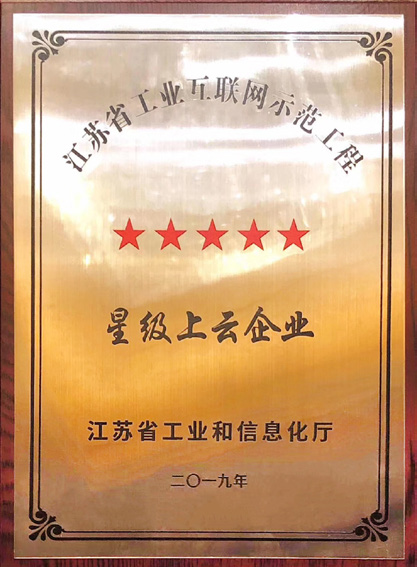 江苏省工业互联网示范工程
★★★★★
星级上云企业
江苏省工业和信息化厅
二〇一九年